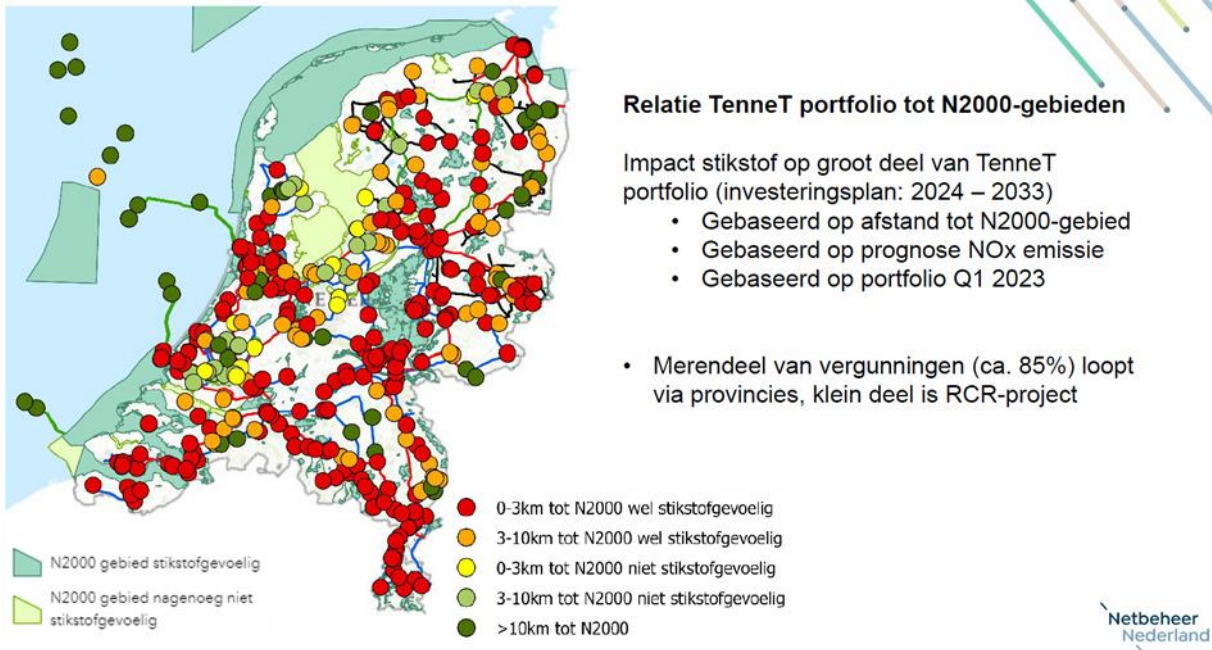 Relatie TenneT portfolio tot N2000-gebieden
Impact stikstof op groot deel van TenneT
portfolio (investeringsplan: 2024 – 2033)
• Gebaseerd op afstand tot N2000-gebied
• Gebaseerd op prognose NOx emissie
• Gebaseerd op portfolio Q1 2023
• Merendeel van vergunningen (ca. 85%) loopt
via provincies, klein deel is RCR-project
0-3km tot N2000 wel stikstofgevoelig
3-10km tot N2000 wel stikstofgevoelig
0-3km tot N2000 niet stikstofgevoelig
3-10km tot N2000 niet stikstofgevoelig
>10km tot N2000
N2000 gebied stikstofgevoelig
N2000 gebied nagenoeg niet
stikstofgevoelig
Netbeheer
Nederland